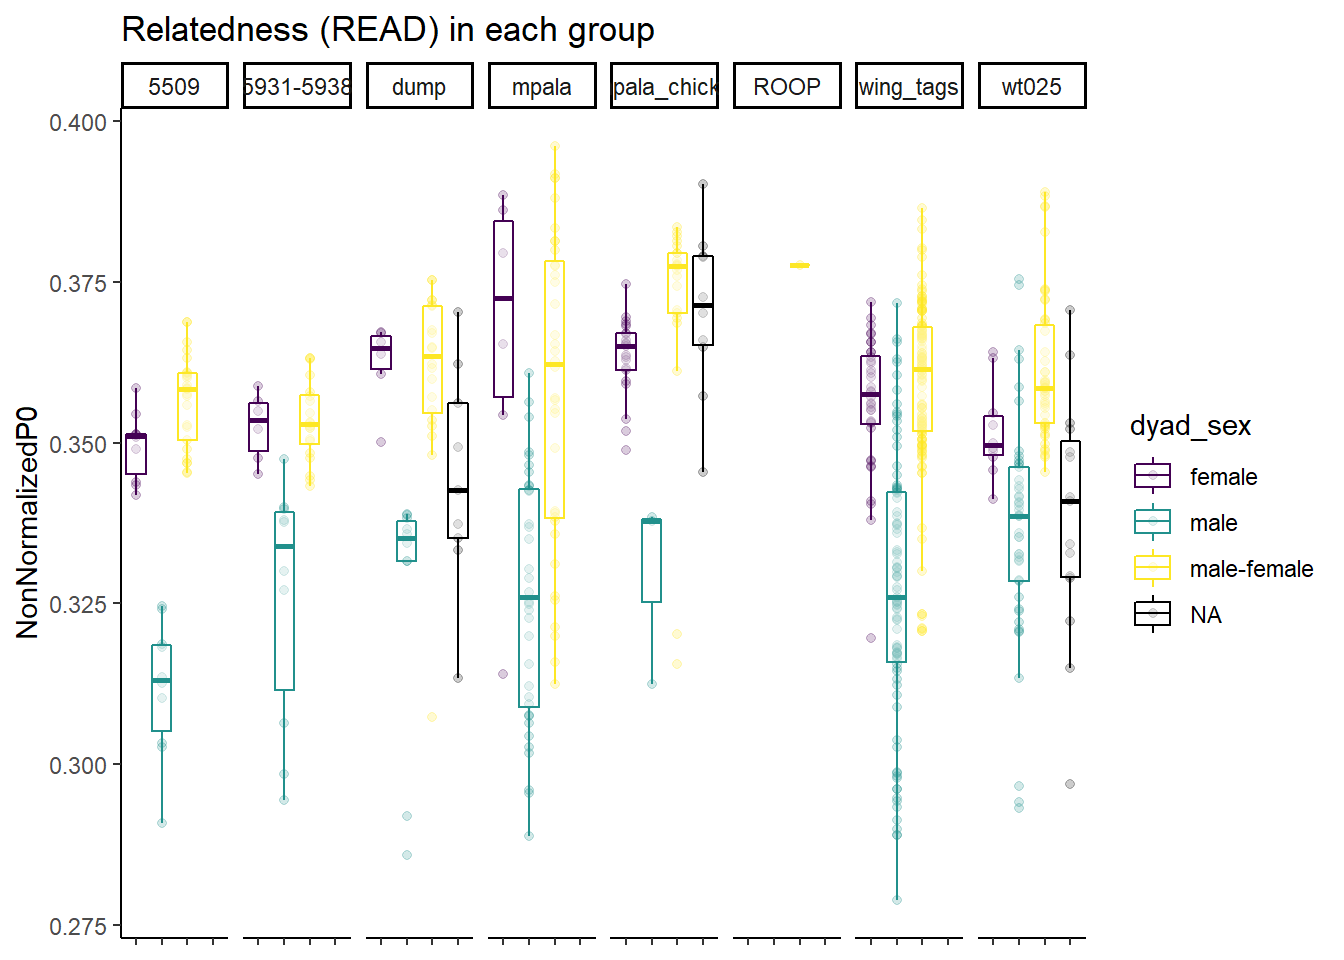 Relatedness (READ) in each group
5509
5931-5938
dump
mpala
pala_chick
ROOP
wing_tags
wt025
0.400
0.375
0.350
0.325
0.300
0.275
NonNormalizedP0
dyad_sex
female
male
male-female
NA